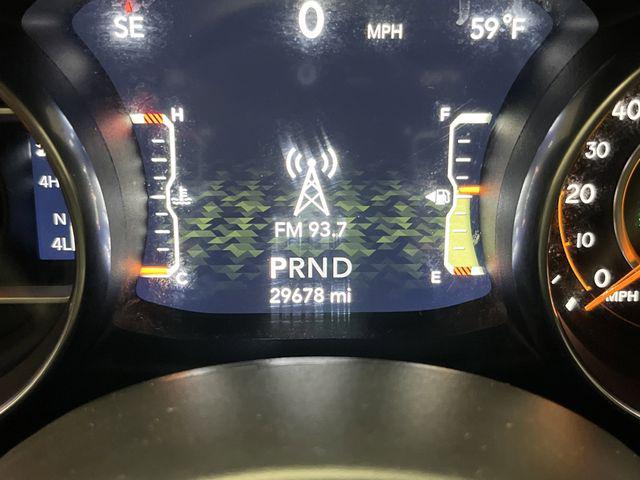 SE 0 MPH 59°F
H F
40
30
4H
20
N FM 93.7 10
4L C PRND E 0
29678 mi MPH